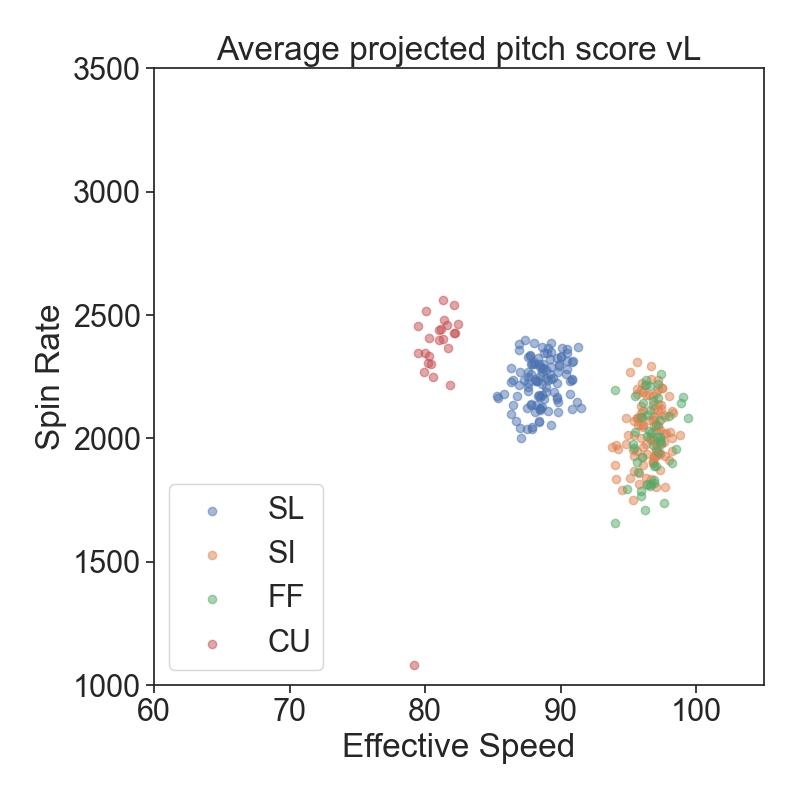 Average projected pitch score vL
3500
3000
2500
2000
1500
1000
Spin Rate
SL
SI
FF
CU
60 70 80 90 100
Effective Speed